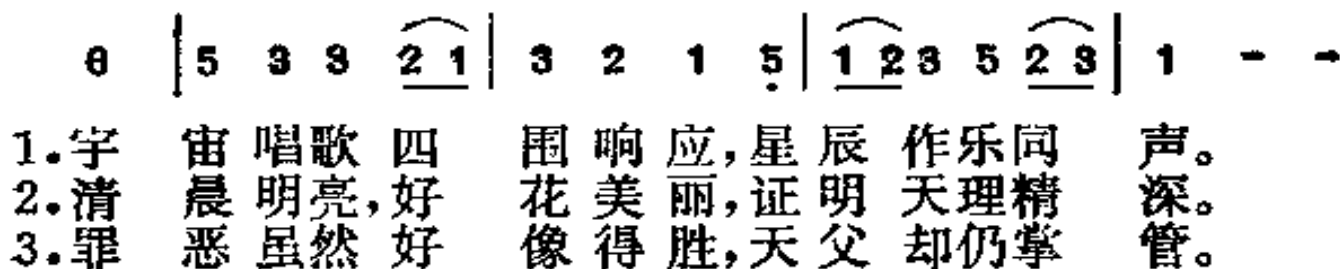 6 | 5 3 3 2 1 | 3 2 1 5 | 1 2 3 5 2 3 | 1 - -
1.宇 宙 唱歌 四 围 响 应,星 辰 作乐同 声。
2.清 晨 明亮,好 花 美 丽,证 明 天理精 深。
3.罪 恶 虽然 好 像 得 胜,天 父 却仍掌 管。